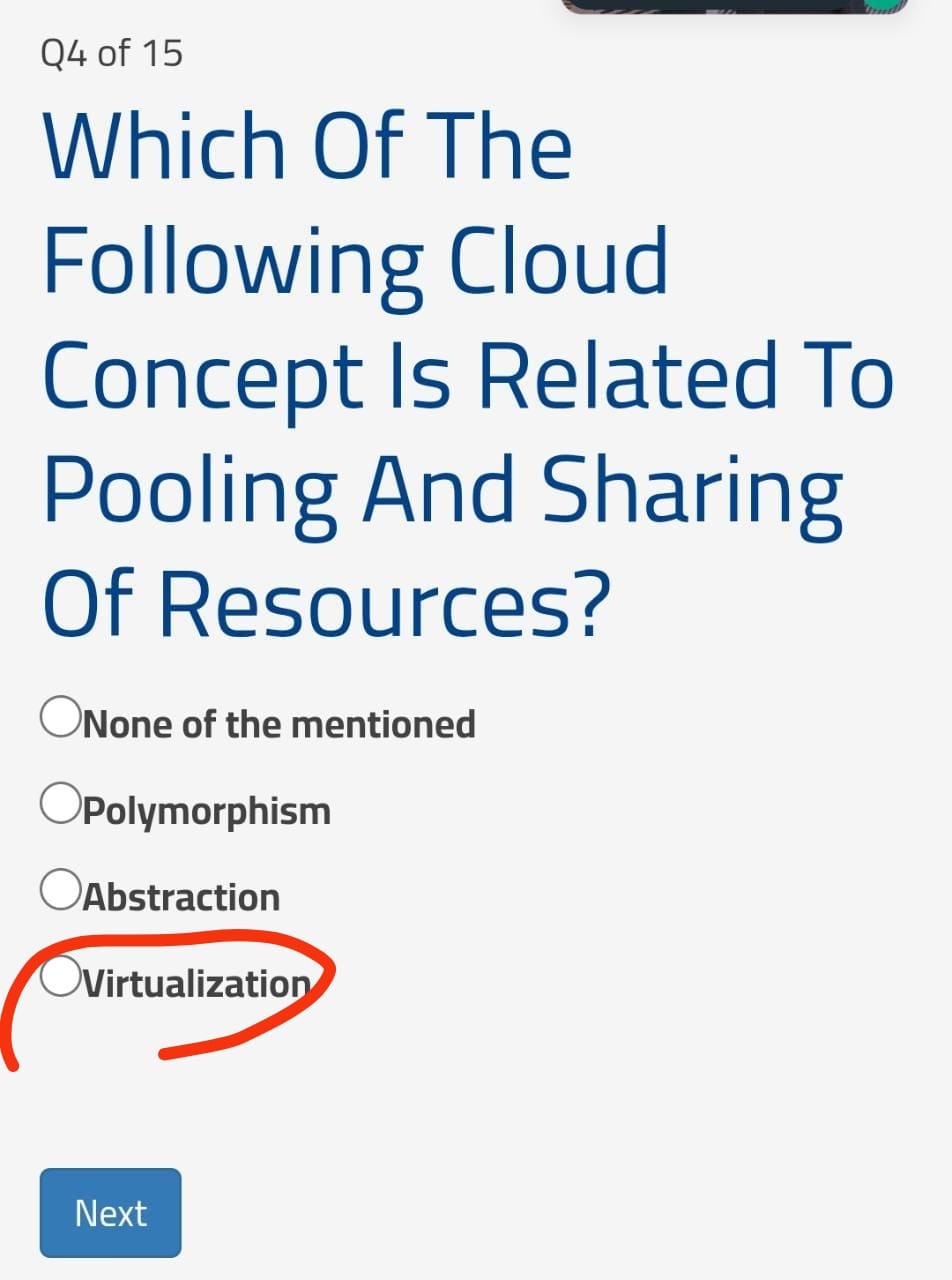 Q4 of 15
Which Of The
Following Cloud
Concept Is Related To
Pooling And Sharing
Of Resources?
None of the mentioned
Polymorphism
Abstraction
Virtualization
Next